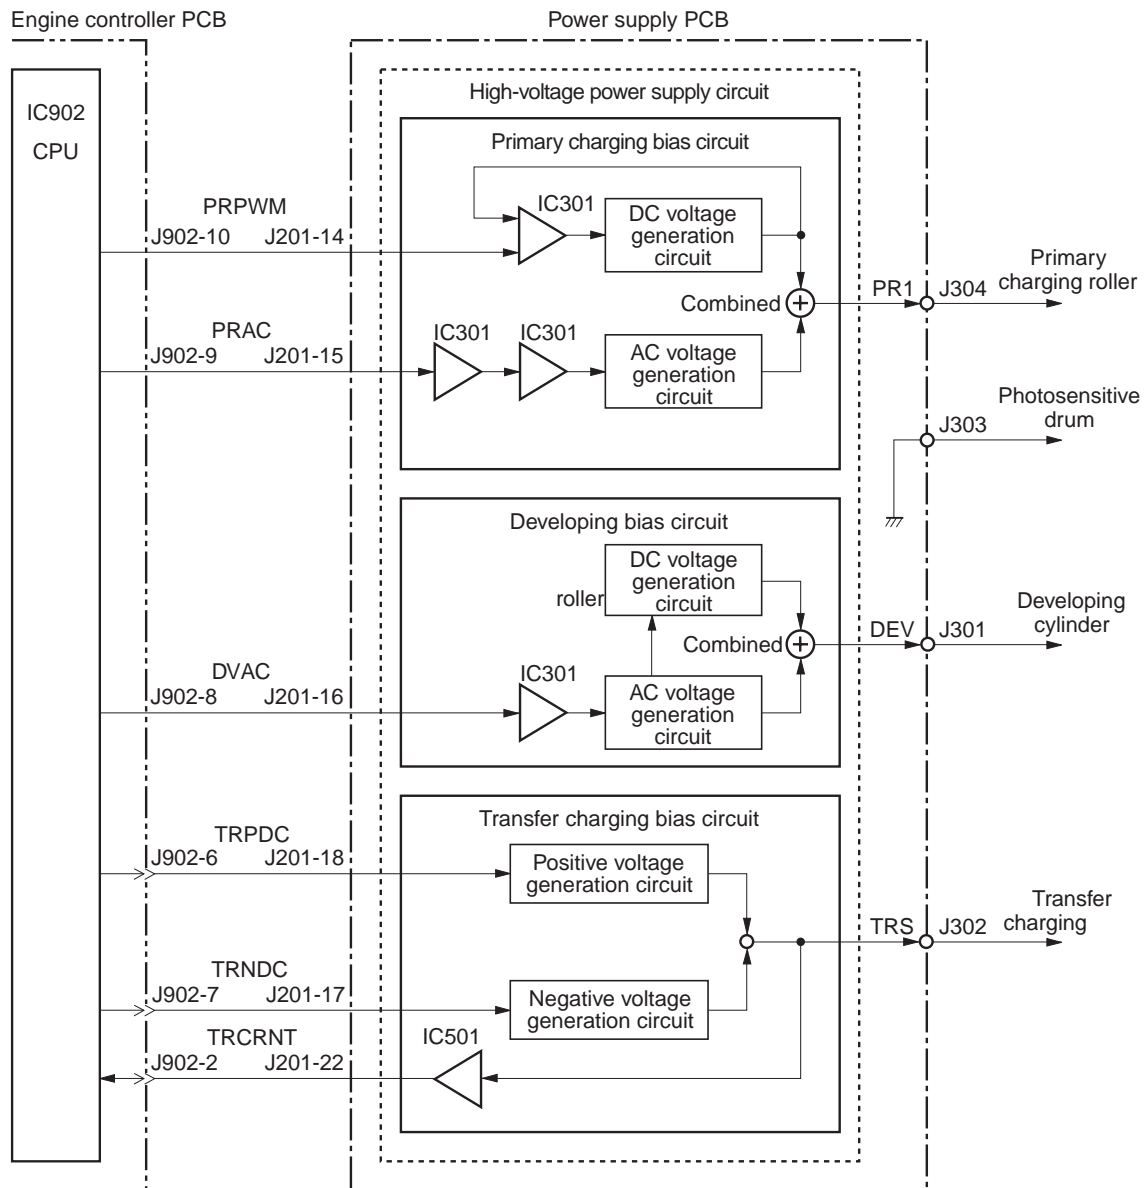 Engine controller PCB
Power supply PCB
High-voltage power supply circuit
IC902
CPU
Primary charging bias circuit
PRPWM
J902-10 J201-14
IC301
DC voltage
generation
circuit
Combined
PR1
J304
Primary
charging roller
PRAC
J902-9 J201-15
IC301
IC301
AC voltage
generation
circuit
J303
Photosensitive
drum
Developing bias circuit
DC voltage
generation
circuit
roller
Combined
DEV
J301
Developing
cylinder
DVAC
J902-8 J201-16
IC301
AC voltage
generation
circuit
Transfer charging bias circuit
TRPDC
J902-6 J201-18
Positive voltage
generation circuit
TRS
J302
Transfer
charging
TRNDC
J902-7 J201-17
Negative voltage
generation circuit
TRCRNT
J902-2 J201-22
IC501